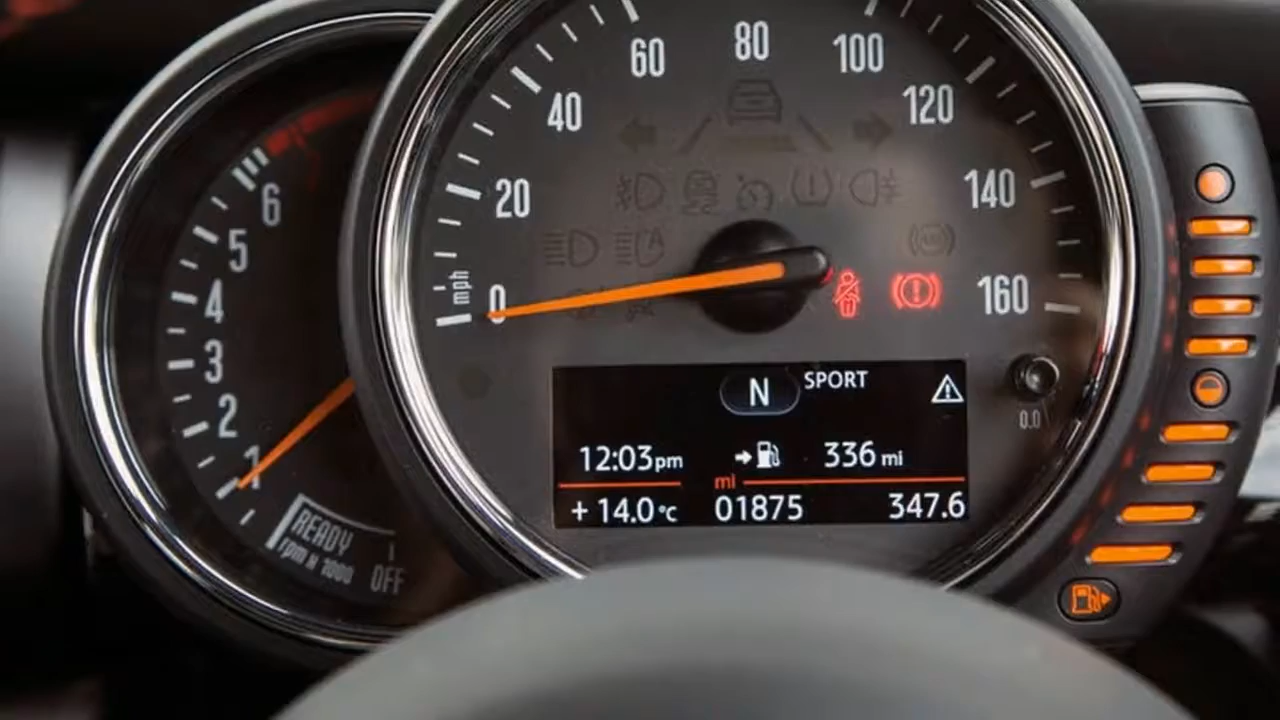 60 80 100
40 120
20 140
mph 0 160
6
5
4
3
2
1
READY
rpm x 1000
OFF
N SPORT
12:03pm 336 mi
mi
+ 14.0°C 01875 347.6
0.0